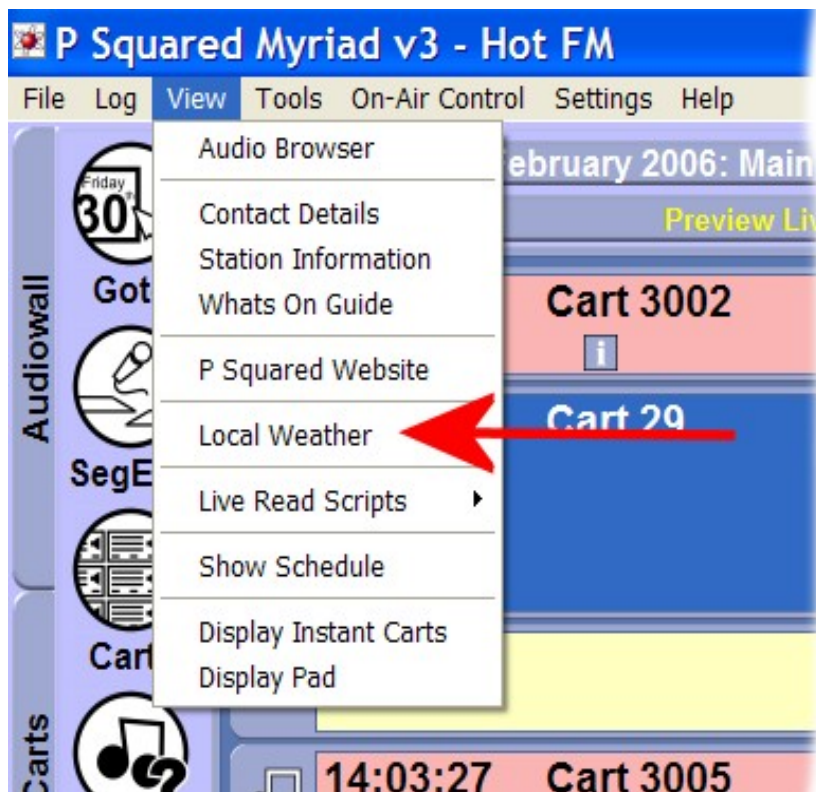 P Squared Myriad v3 - Hot FM
File Log View Tools On-Air Control Settings Help
Audio Browser
Contact Details
Station Information
Whats On Guide
P Squared Website
Local Weather
Live Read Scripts
Show Schedule
Display Instant Carts
Display Pad
Audiowall
Carts
Friday
30
Got
SegE
Cart
ebruary 2006: Main
Preview Liv
Cart 3002
i
Cart 29
14:03:27 Cart 3005